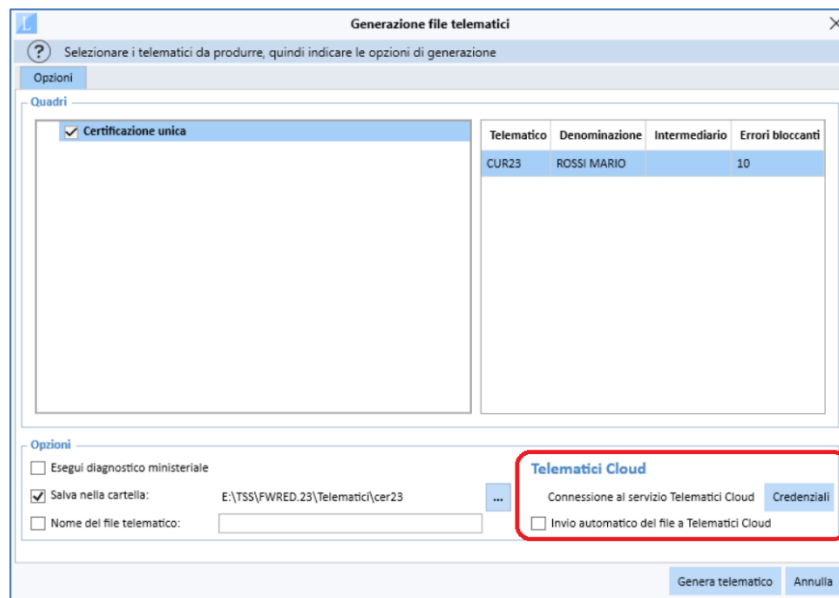 Generazione file telematici
? Selezionare i telematici da produrre, quindi indicare le opzioni di generazione
Opzioni
Quadri
Certificazione unica
Telematico Denominazione Intermediario Errori bloccanti
CUR23 ROSSI MARIO 10
Opzioni
Esegui diagnostico ministeriale
Salva nella cartella: E:\TSS\FWRED.23\Telematici\cer23 ...
Nome del file telematico:
Telematici Cloud
Connessione al servizio Telematici Cloud Credenziali
Invio automatico del file a Telematici Cloud
Genera telematico Annulla